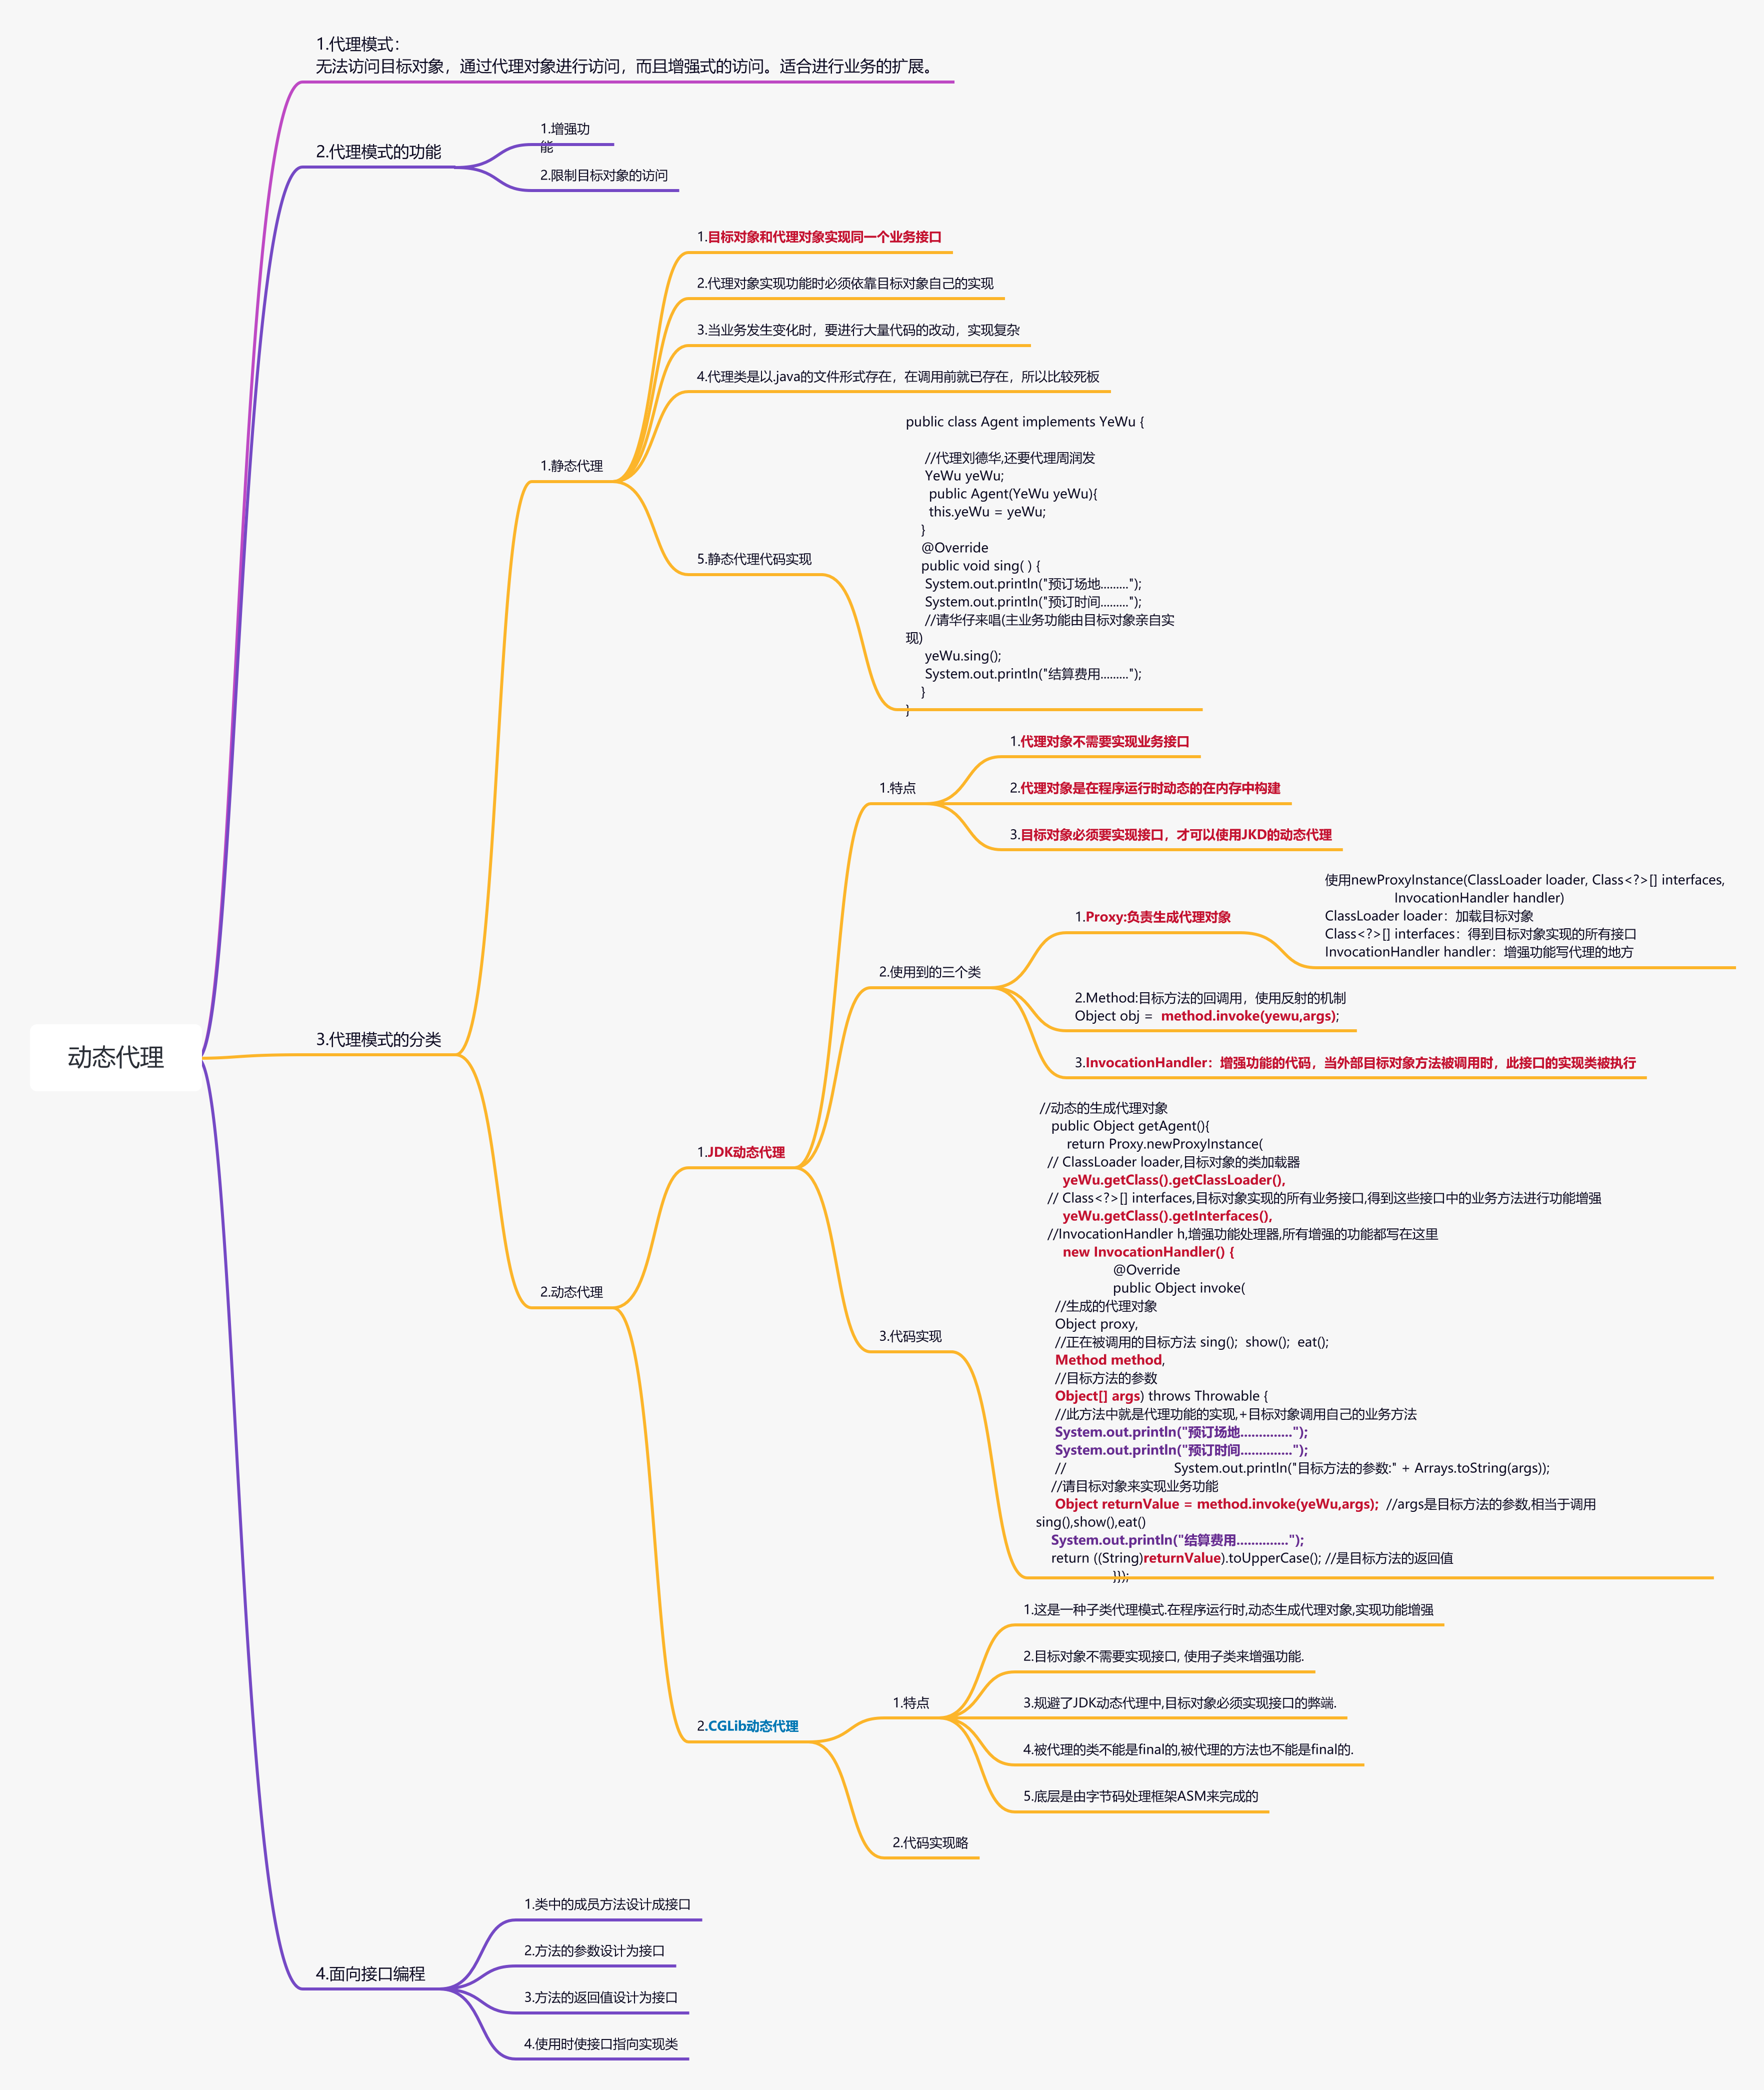 动态代理
1.代理模式：
无法访问目标对象，通过代理对象进行访问，而且增强式的访问。适合进行业务的扩展。
2.代理模式的功能
1.增强功
能
2.限制目标对象的访问
3.代理模式的分类
1.静态代理
1.目标对象和代理对象实现同一个业务接口
2.代理对象实现功能时必须依靠目标对象自己的实现
3.当业务发生变化时，要进行大量代码的改动，实现复杂
4.代理类是以.java的文件形式存在，在调用前就已存在，所以比较死板
5.静态代理代码实现
public class Agent implements YeWu {
//代理刘德华,还要代理周润发
YeWu yeWu;
public Agent(YeWu yeWu){
this.yeWu = yeWu;
}
@Override
public void sing( ) {
System.out.println("预订场地.........");
System.out.println("预订时间.........");
//请华仔来唱(主业务功能由目标对象亲自实
现)
yeWu.sing();
System.out.println("结算费用.........");
}
}
2.动态代理
1.JDK动态代理
1.特点
1.代理对象不需要实现业务接口
2.代理对象是在程序运行时动态的在内存中构建
3.目标对象必须要实现接口，才可以使用JKD的动态代理
2.使用到的三个类
1.Proxy:负责生成代理对象
使用newProxyInstance(ClassLoader loader, Class<?>[] interfaces,
InvocationHandler handler)
ClassLoader loader：加载目标对象
Class<?>[] interfaces：得到目标对象实现的所有接口
InvocationHandler handler：增强功能写代理的地方
2.Method:目标方法的回调用，使用反射的机制
Object obj =  method.invoke(yewu,args);
3.InvocationHandler：增强功能的代码，当外部目标对象方法被调用时，此接口的实现类被执行
3.代码实现
//动态的生成代理对象
public Object getAgent(){
return Proxy.newProxyInstance(
// ClassLoader loader,目标对象的类加载器
yeWu.getClass().getClassLoader(),
// Class<?>[] interfaces,目标对象实现的所有业务接口,得到这些接口中的业务方法进行功能增强
yeWu.getClass().getInterfaces(),
//InvocationHandler h,增强功能处理器,所有增强的功能都写在这里
new InvocationHandler() {
@Override
public Object invoke(
//生成的代理对象
Object proxy,
//正在被调用的目标方法 sing();  show();  eat();
Method method,
//目标方法的参数
Object[] args) throws Throwable {
//此方法中就是代理功能的实现,+目标对象调用自己的业务方法
System.out.println("预订场地..............");
System.out.println("预订时间..............");
// System.out.println("目标方法的参数:" + Arrays.toString(args));
//请目标对象来实现业务功能
Object returnValue = method.invoke(yeWu,args);  //args是目标方法的参数,相当于调用
sing(),show(),eat()
System.out.println("结算费用..............");
return ((String)returnValue).toUpperCase(); //是目标方法的返回值
}});
2.CGLib动态代理
1.特点
1.这是一种子类代理模式.在程序运行时,动态生成代理对象,实现功能增强
2.目标对象不需要实现接口, 使用子类来增强功能.
3.规避了JDK动态代理中,目标对象必须实现接口的弊端.
4.被代理的类不能是final的,被代理的方法也不能是final的.
5.底层是由字节码处理框架ASM来完成的
2.代码实现略
4.面向接口编程
1.类中的成员方法设计成接口
2.方法的参数设计为接口
3.方法的返回值设计为接口
4.使用时使接口指向实现类